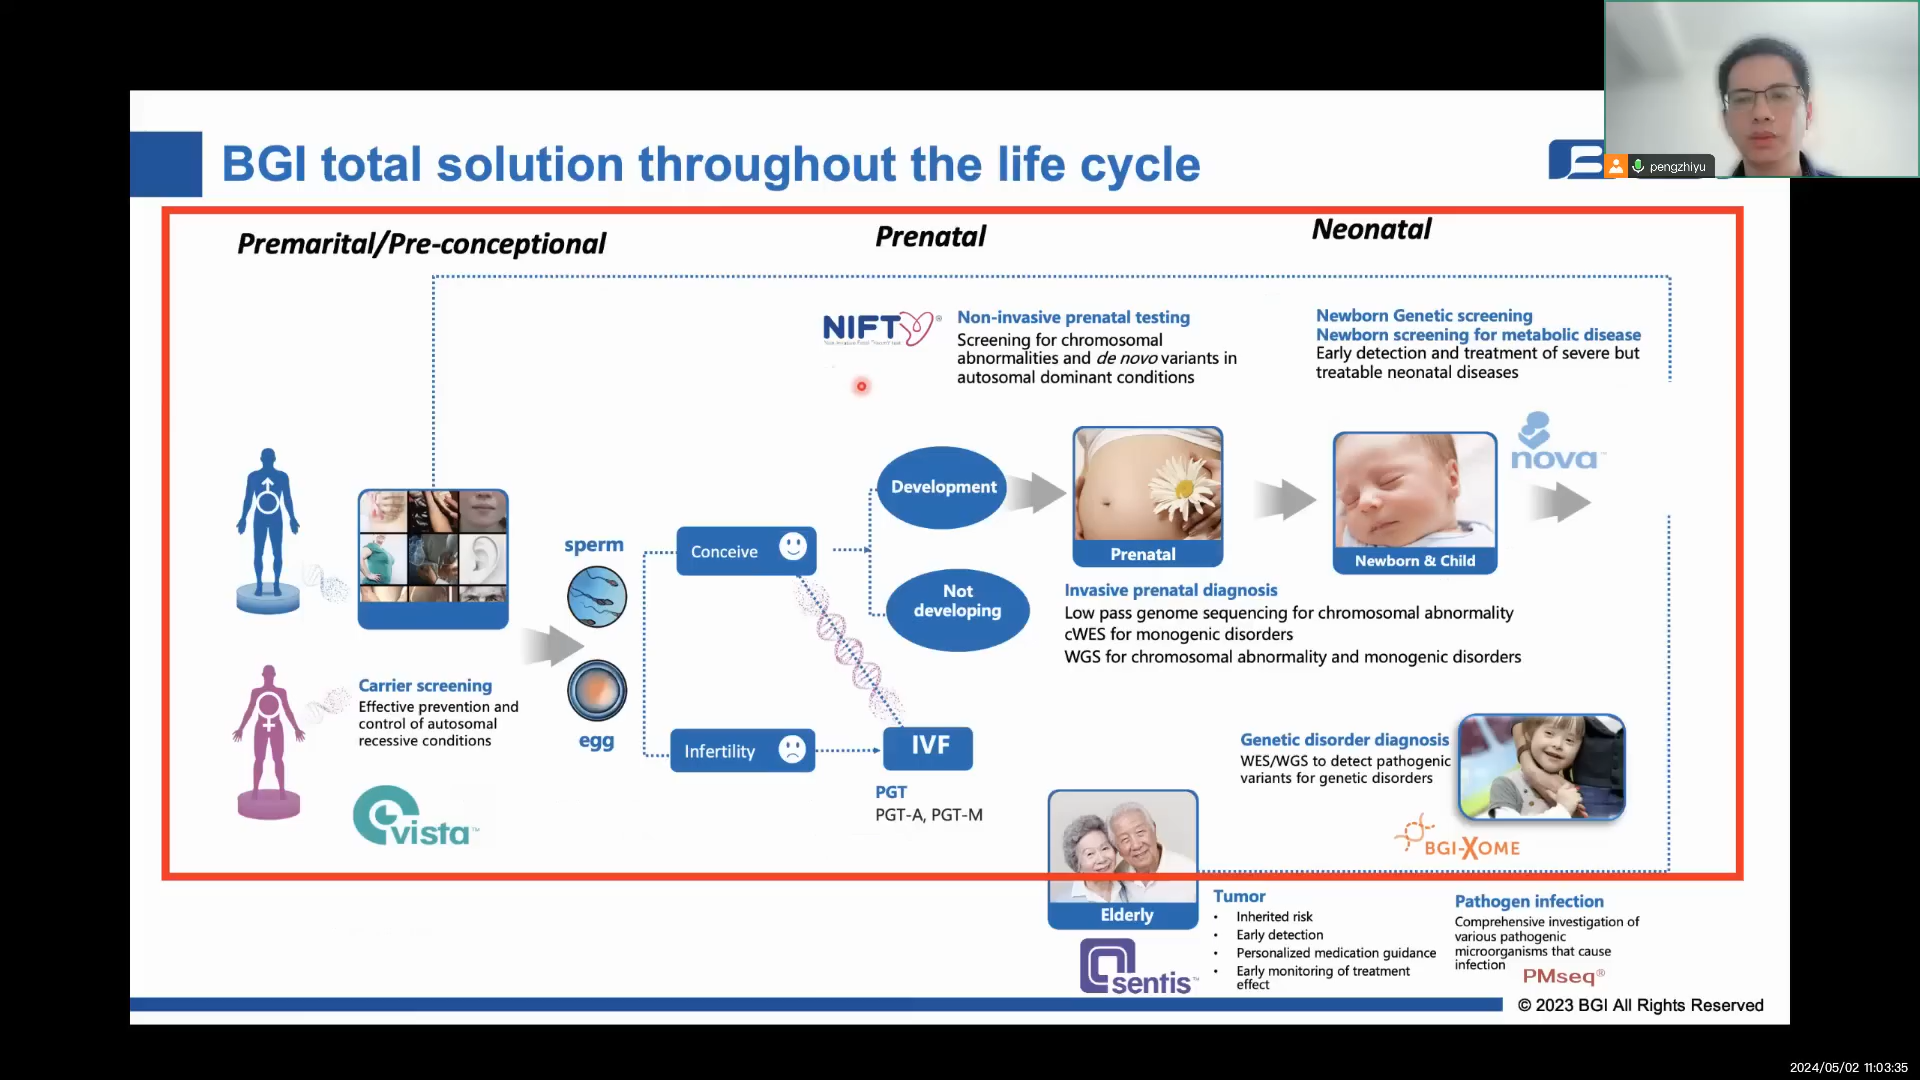 BGI total solution throughout the life cycle
pengzhiyu
Premarital/Pre-conceptional
Prenatal
Neonatal
NIFTY®
Non-invasive prenatal testing
Screening for chromosomal
abnormalities and de novo variants in
autosomal dominant conditions
Newborn Genetic screening
Newborn screening for metabolic disease
Early detection and treatment of severe but
treatable neonatal diseases
nova™
Development
Prenatal
Newborn & Child
sperm
Conceive
Not
developing
Invasive prenatal diagnosis
Low pass genome sequencing for chromosomal abnormality
cWES for monogenic disorders
WGS for chromosomal abnormality and monogenic disorders
Carrier screening
Effective prevention and
control of autosomal
recessive conditions
egg
Infertility
IVF
PGT
PGT-A, PGT-M
vista™
Genetic disorder diagnosis
WES/WGS to detect pathogenic
variants for genetic disorders
BGI-XOME
Elderly
sentis™
Tumor
• Inherited risk
• Early detection
• Personalized medication guidance
• Early monitoring of treatment
effect
Pathogen infection
Comprehensive investigation of
various pathogenic
microorganisms that cause
infection
PMseq®
© 2023 BGI All Rights Reserved
2024/05/02 11:03:35